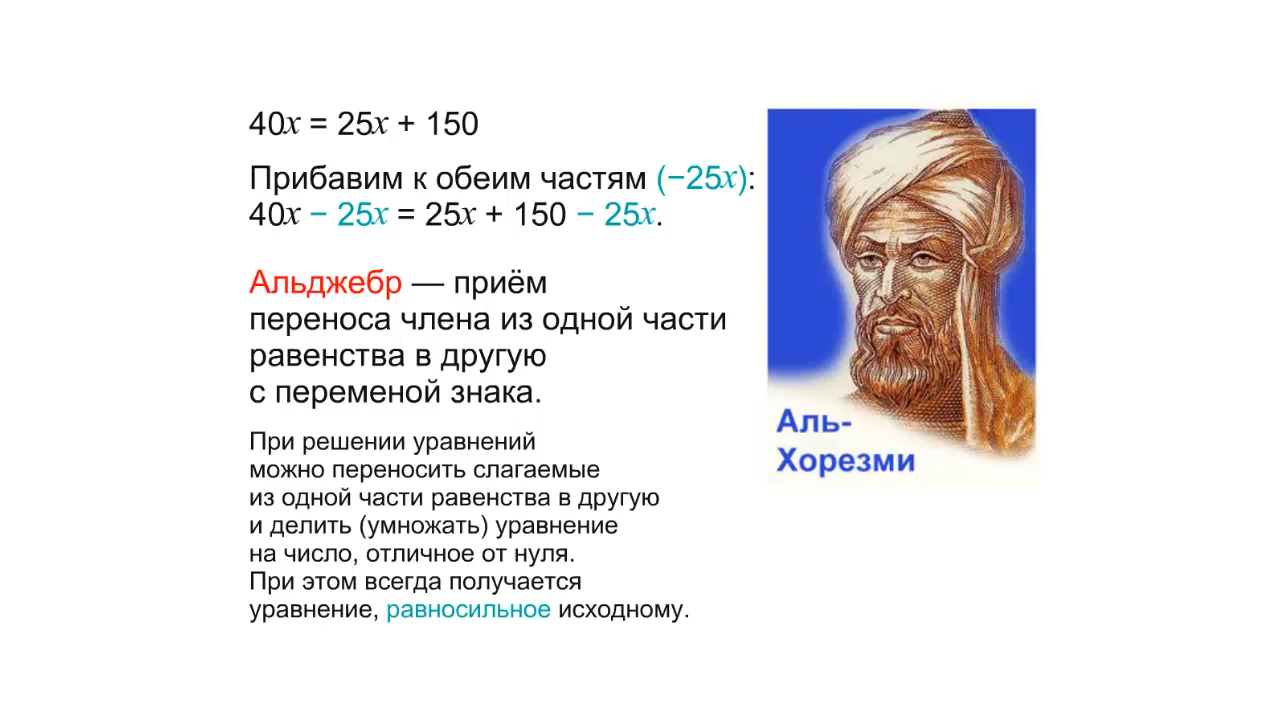 40x = 25x + 150
Прибавим к обеим частям (−25x):
40x − 25x = 25x + 150 − 25x.
Альджебр — приём
переноса члена из одной части
равенства в другую
с переменой знака.
При решении уравнений
можно переносить слагаемые
из одной части равенства в другую
и делить (умножать) уравнение
на число, отличное от нуля.
При этом всегда получается
уравнение, равносильное исходному.
Аль-
Хорезми